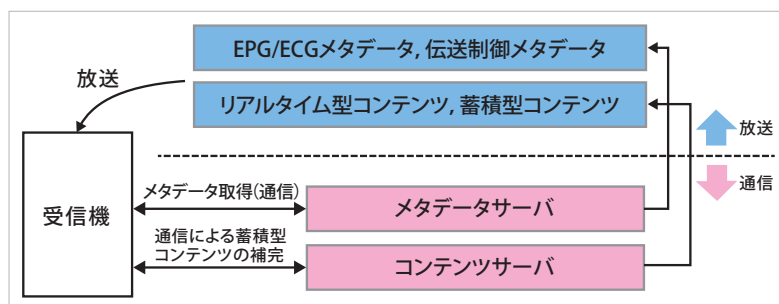 EPG/ECGメタデータ, 伝送制御メタデータ
放送
リアルタイム型コンテンツ, 蓄積型コンテンツ
放送
通信
受信機
メタデータ取得(通信)
メタデータサーバ
通信による蓄積型
コンテンツの補完
コンテンツサーバ